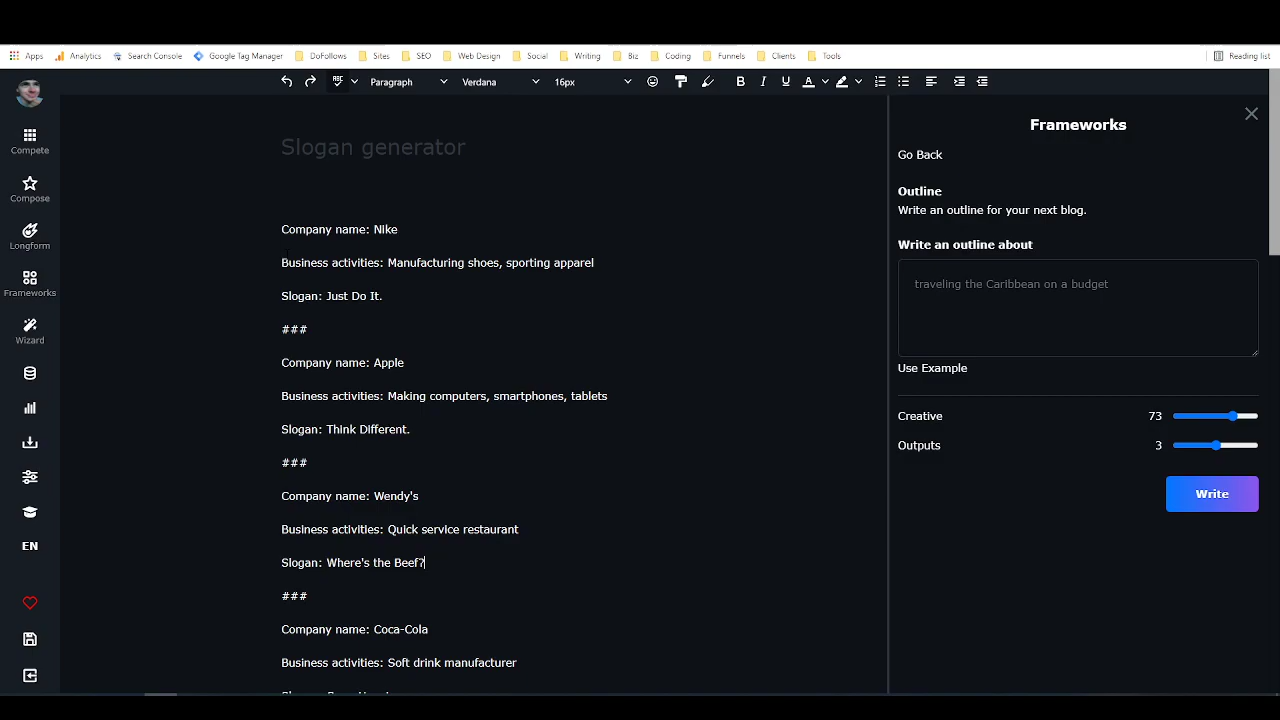 Apps Analytics Search Console Google Tag Manager DoFollows Sites SEO Web Design Social Writing Biz Coding Funnels Clients Tools Reading list
ABC Paragraph Verdana 16px B I U A
Compete
Compose
Longform
Frameworks
Wizard
EN
Slogan generator
Company name: Nike
Business activities: Manufacturing shoes, sporting apparel
Slogan: Just Do It.
###
Company name: Apple
Business activities: Making computers, smartphones, tablets
Slogan: Think Different.
###
Company name: Wendy's
Business activities: Quick service restaurant
Slogan: Where's the Beef?
###
Company name: Coca-Cola
Business activities: Soft drink manufacturer
Frameworks
Go Back
Outline
Write an outline for your next blog.
Write an outline about
traveling the Caribbean on a budget
Use Example
Creative 73
Outputs 3
Write